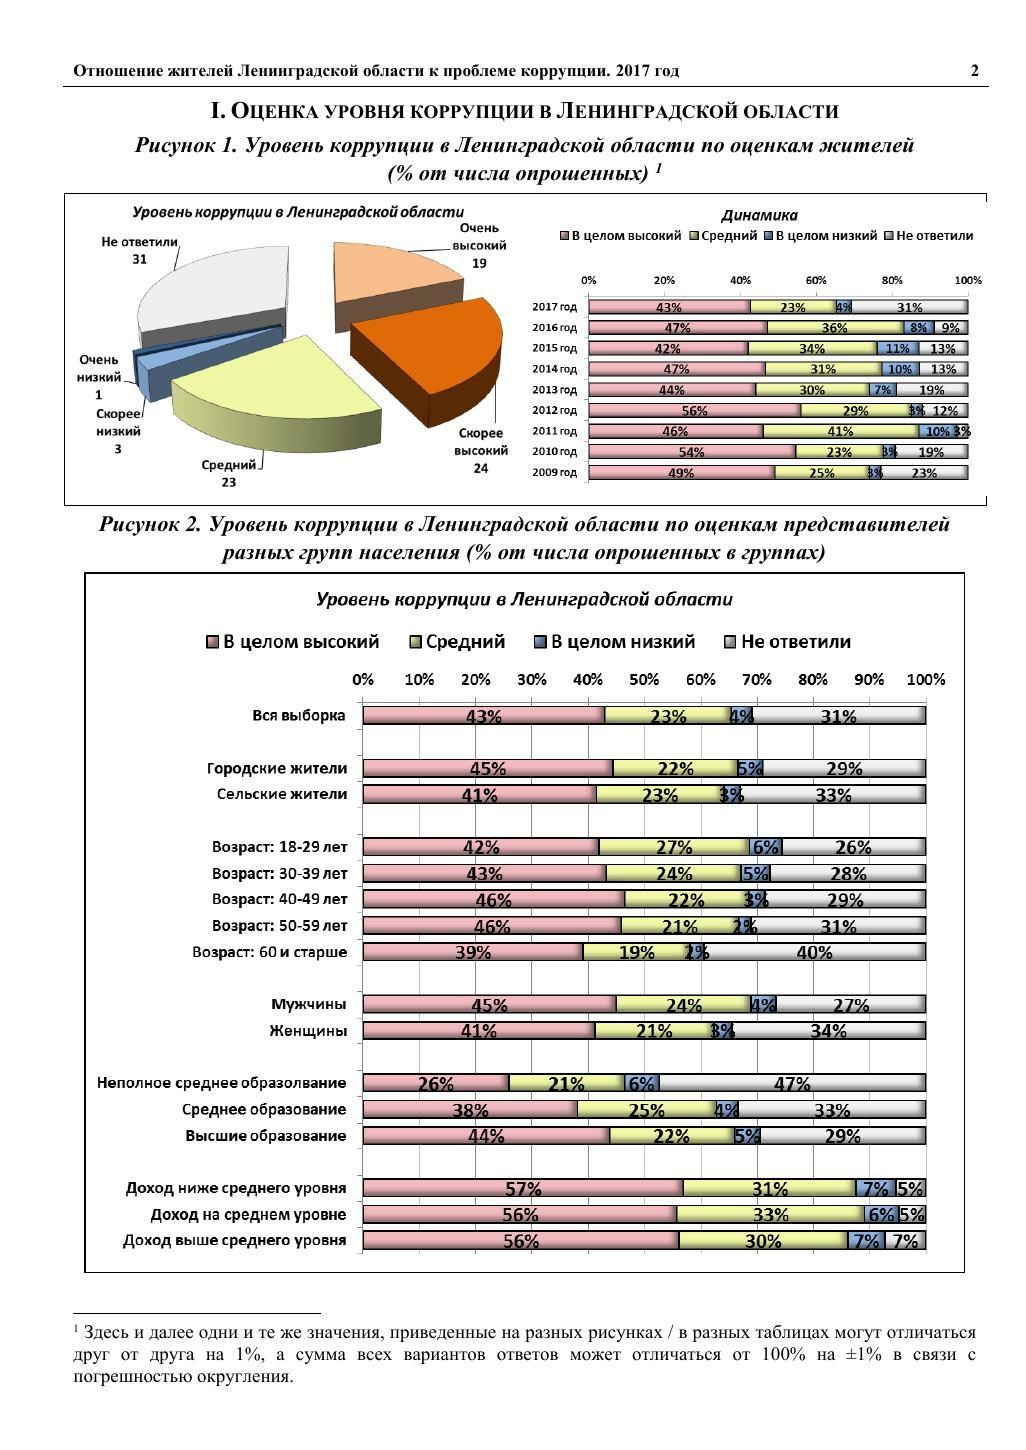 Отношение жителей Ленинградской области к проблеме коррупции. 2017 год 2
I. ОЦЕНКА УРОВНЯ КОРРУПЦИИ В ЛЕНИНГРАДСКОЙ ОБЛАСТИ
Рисунок 1. Уровень коррупции в Ленинградской области по оценкам жителей
(% от числа опрошенных) 1
Уровень коррупции в Ленинградской области
Очень
высокий
19
Не ответили
31
Очень
низкий
1
Скорее
низкий
3
Средний
23
Скорее
высокий
24
Динамика
В целом высокий Средний В целом низкий Не ответили
0% 20% 40% 60% 80% 100%
2017 год 43% 23% 4% 31%
2016 год 47% 36% 8% 9%
2015 год 42% 34% 11% 13%
2014 год 47% 31% 10% 13%
2013 год 44% 30% 7% 19%
2012 год 56% 29% 3% 12%
2011 год 46% 41% 10% 3%
2010 год 54% 23% 3% 19%
2009 год 49% 25% 3% 23%
Рисунок 2. Уровень коррупции в Ленинградской области по оценкам представителей
разных групп населения (% от числа опрошенных в группах)
Уровень коррупции в Ленинградской области
В целом высокий Средний В целом низкий Не ответили
0% 10% 20% 30% 40% 50% 60% 70% 80% 90% 100%
Вся выборка 43% 23% 4% 31%
Городские жители 45% 22% 5% 29%
Сельские жители 41% 23% 3% 33%
Возраст: 18-29 лет 42% 27% 6% 26%
Возраст: 30-39 лет 43% 24% 5% 28%
Возраст: 40-49 лет 46% 22% 3% 29%
Возраст: 50-59 лет 46% 21% 2% 31%
Возраст: 60 и старше 39% 19% 2% 40%
Мужчины 45% 24% 4% 27%
Женщины 41% 21% 3% 34%
Неполное среднее образолвание 26% 21% 6% 47%
Среднее образование 38% 25% 4% 33%
Высшие образование 44% 22% 5% 29%
Доход ниже среднего уровня 57% 31% 7% 5%
Доход на среднем уровне 56% 33% 6% 5%
Доход выше среднего уровня 56% 30% 7% 7%
1 Здесь и далее одни и те же значения, приведенные на разных рисунках / в разных таблицах могут отличаться
друг от друга на 1%, а сумма всех вариантов ответов может отличаться от 100% на ±1% в связи с
погрешностью округления.